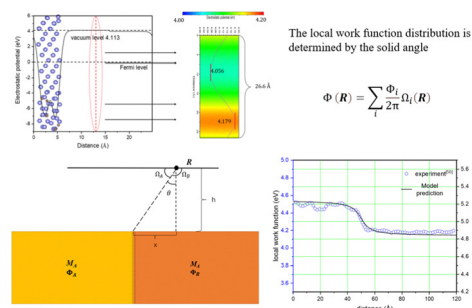 4.00
4.20
vacuum level 4.113
Fermi level
Electrostatic potential (eV)
6
4
2
0
-2
-4
-6
0
5
10
15
20
Distance (Å)
4.056
4.179
26.6 Å
The local work function distribution is
determined by the solid angle
Φ (R) = ∑ Φi/2π Ωi(R)
i
R
ΩA
ΩB
θ
h
x
MA
ΦA
MB
ΦB
local work function (eV)
5.0
4.8
4.6
4.4
4.2
4.0
3.8
3.6
5.6
5.4
5.2
5.0
4.8
4.6
4.4
4.2
experiment
Model
prediction
0
20
40
60
80
100
120
distance (Å)